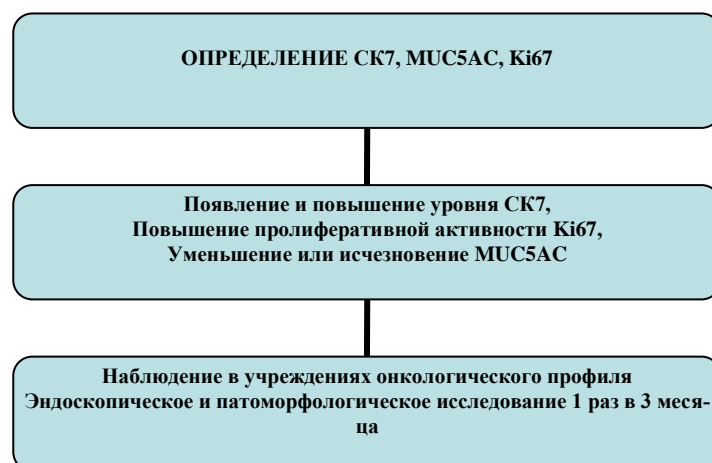 ОПРЕДЕЛЕНИЕ СК7, MUC5AC, Ki67
Появление и повышение уровня СК7,
Повышение пролиферативной активности Ki67,
Уменьшение или исчезновение MUC5AC
Наблюдение в учреждениях онкологического профиля
Эндоскопическое и патоморфологическое исследование 1 раз в 3 меся-
ца